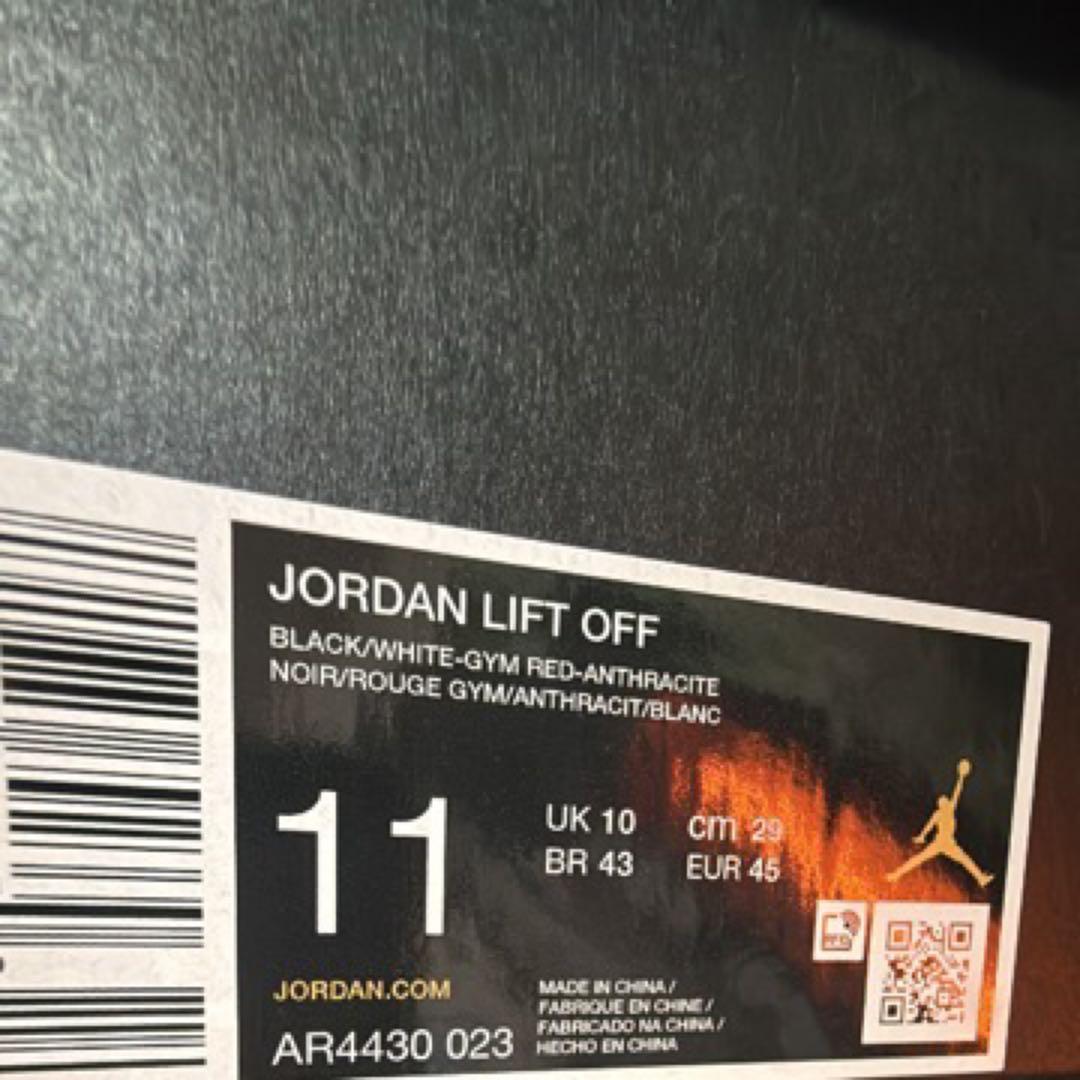 JORDAN LIFT OFF
BLACK/WHITE-GYM RED-ANTHRACITE
NOIR/ROUGE GYM/ANTHRACIT/BLANC
11
UK 10 cm 29
BR 43 EUR 45
JORDAN.COM
AR4430 023
MADE IN CHINA /
FABRIQUE EN CHINE /
FABRICADO NA CHINA /
HECHO EN CHINA